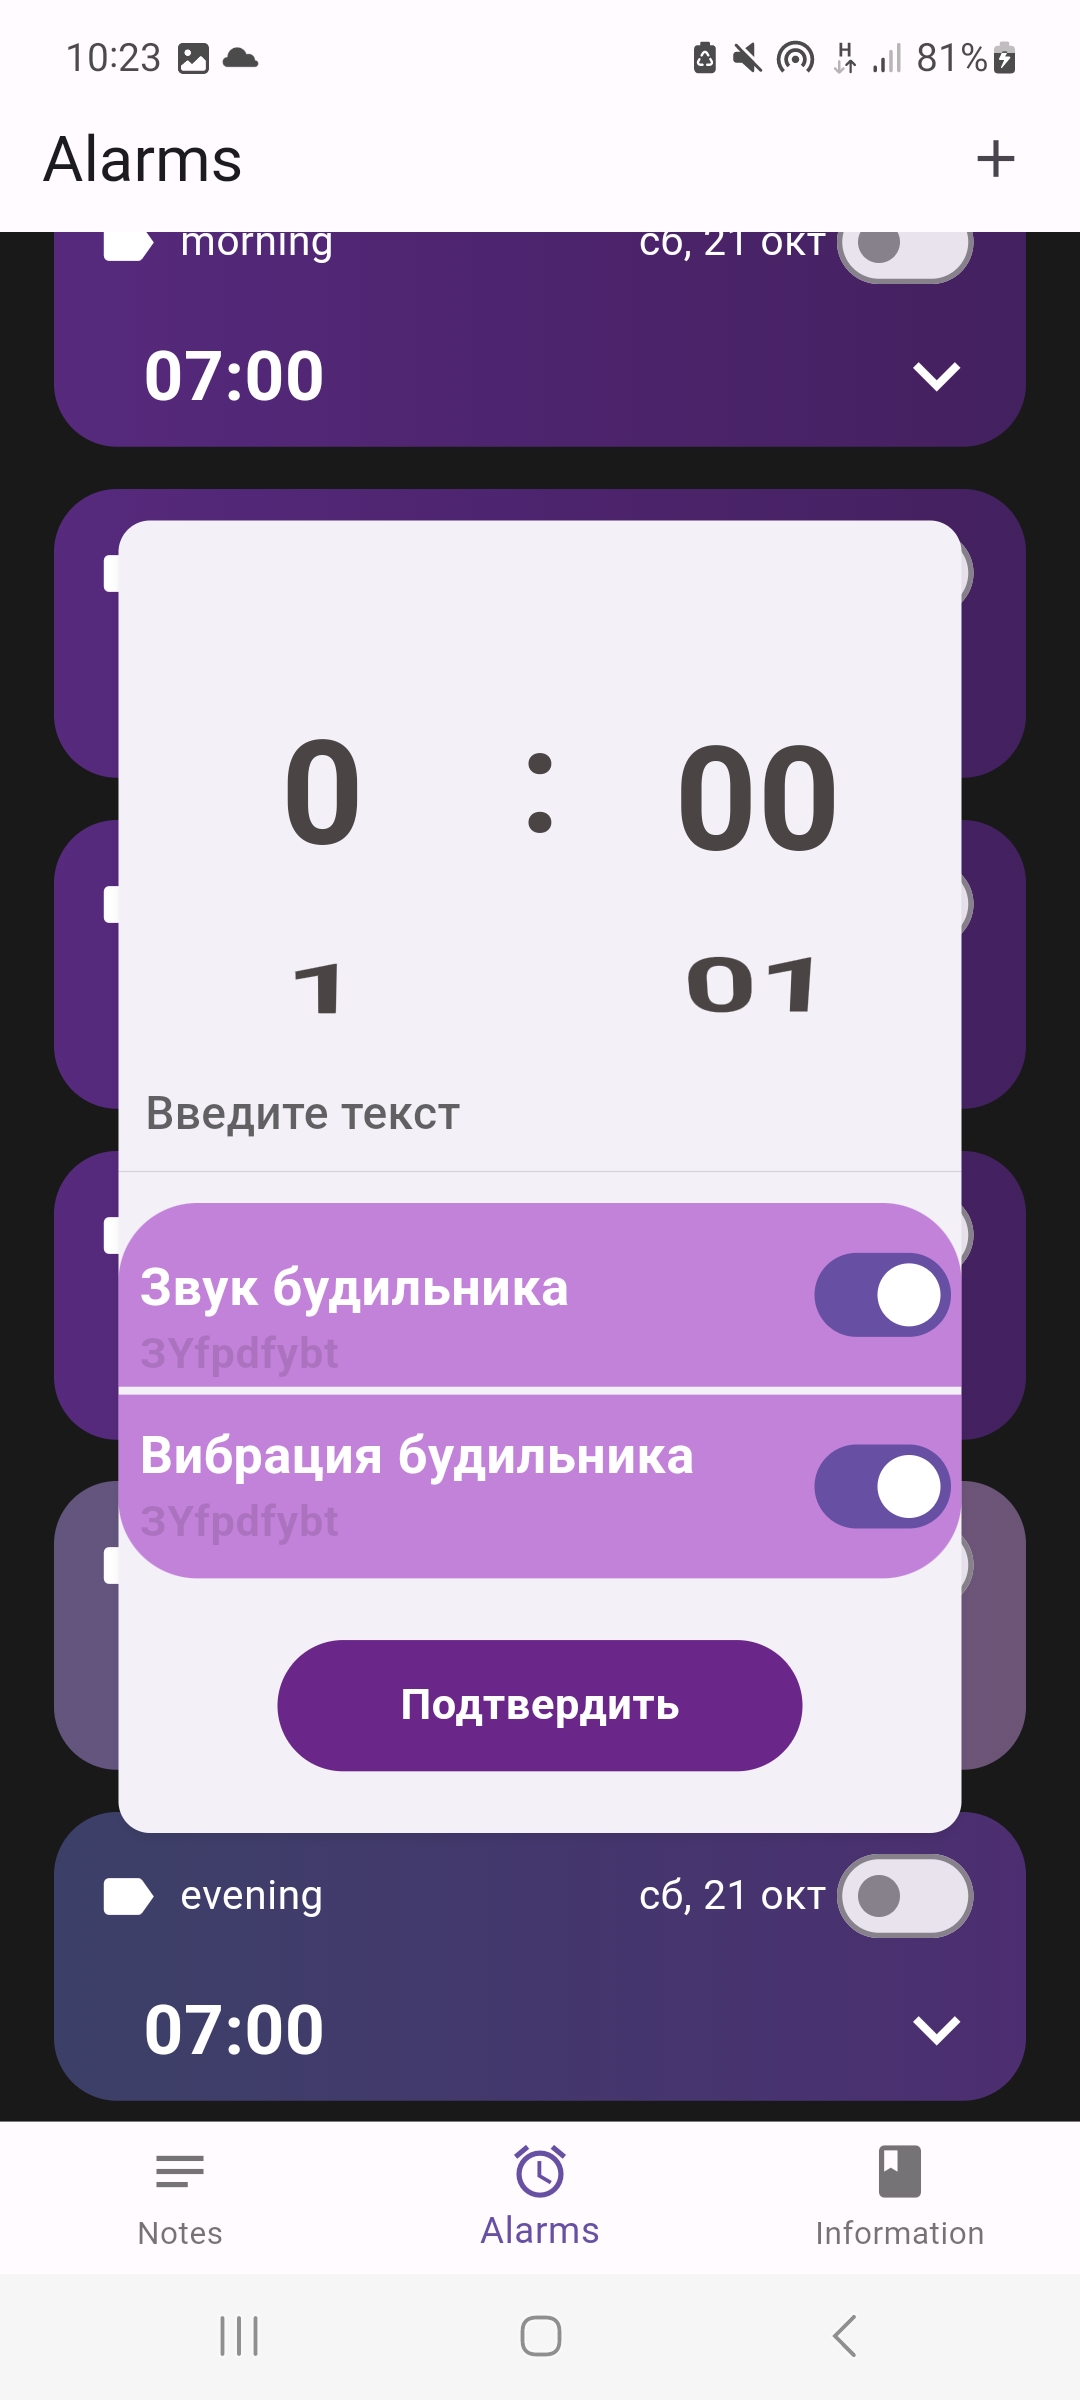 10:23 H 81%
Alarms
morning сб, 21 окт
07:00
0 : 00
1 01
Введите текст
Звук будильника
3Yfpdfybt
Вибрация будильника
3Yfpdfybt
Подтвердить
evening сб, 21 окт
07:00
Notes Alarms Information